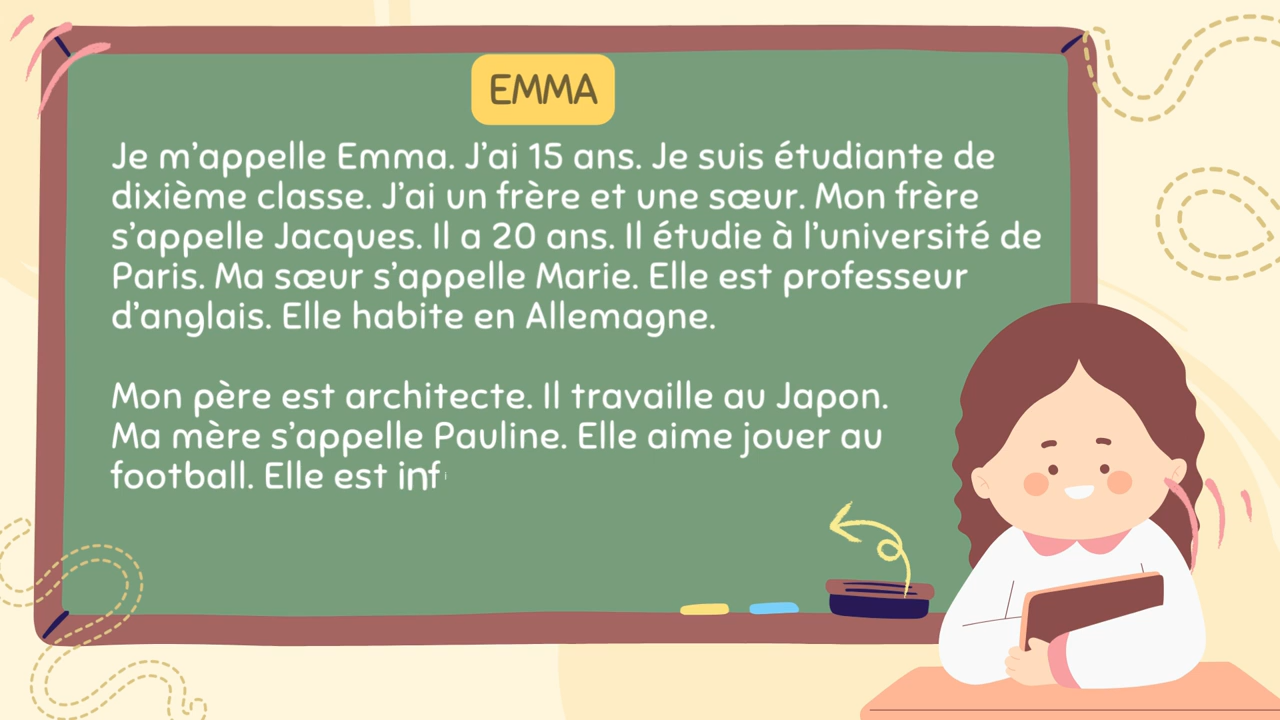 EMMA
Je m'appelle Emma. J'ai 15 ans. Je suis étudiante de
dixième classe. J'ai un frère et une sœur. Mon frère
s'appelle Jacques. Il a 20 ans. Il étudie à l'université de
Paris. Ma sœur s'appelle Marie. Elle est professeur
d'anglais. Elle habite en Allemagne.
Mon père est architecte. Il travaille au Japon.
Ma mère s'appelle Pauline. Elle aime jouer au
football. Elle est inf